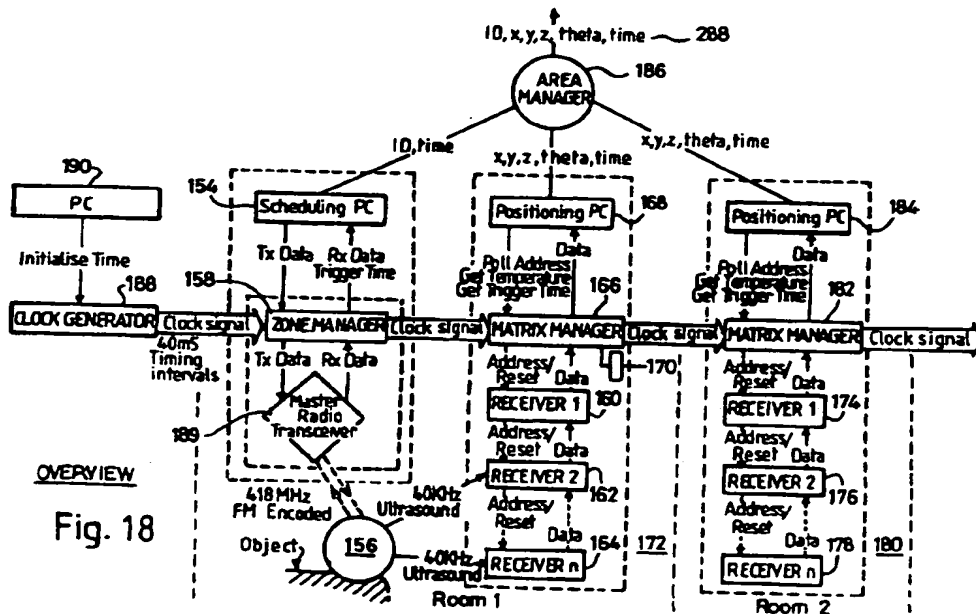 ID, x, y, z, theta, time
288
AREA
MANAGER
186
ID, time
x,y,z, theta, time
x,y,z, theta, time
190
PC
Initialise Time
188
CLOCK GENERATOR
Clock signal
40mS
Timing
intervals
154
Scheduling PC
Tx Data
Rx Data
Trigger Time
158
ZONE MANAGER
Clock signal
Tx Data
Rx Data
189
Master
Radio
Transceiver
418 MHz
FM Encoded
Object
156
40KHz
Ultrasound
40KHz
Ultrasound
Positioning PC
168
Data
Poll Address
Get Temperature
Get Trigger Time
166
MATRIX MANAGER
Clock signal
170
Address/
Reset
Data
RECEIVER 1
160
Address/
Reset
Data
RECEIVER 2
162
Address/
Reset
Data
RECEIVER n
164
172
Room 1
Positioning PC
184
Data
Poll Address
Get Temperature
Get Trigger Time
182
MATRIX MANAGER
Clock signal
Address/
Reset
Data
RECEIVER 1
174
Address/
Reset
Data
RECEIVER 2
176
Address/
Reset
Data
RECEIVER n
178
180
Room 2
OVERVIEW
Fig. 18